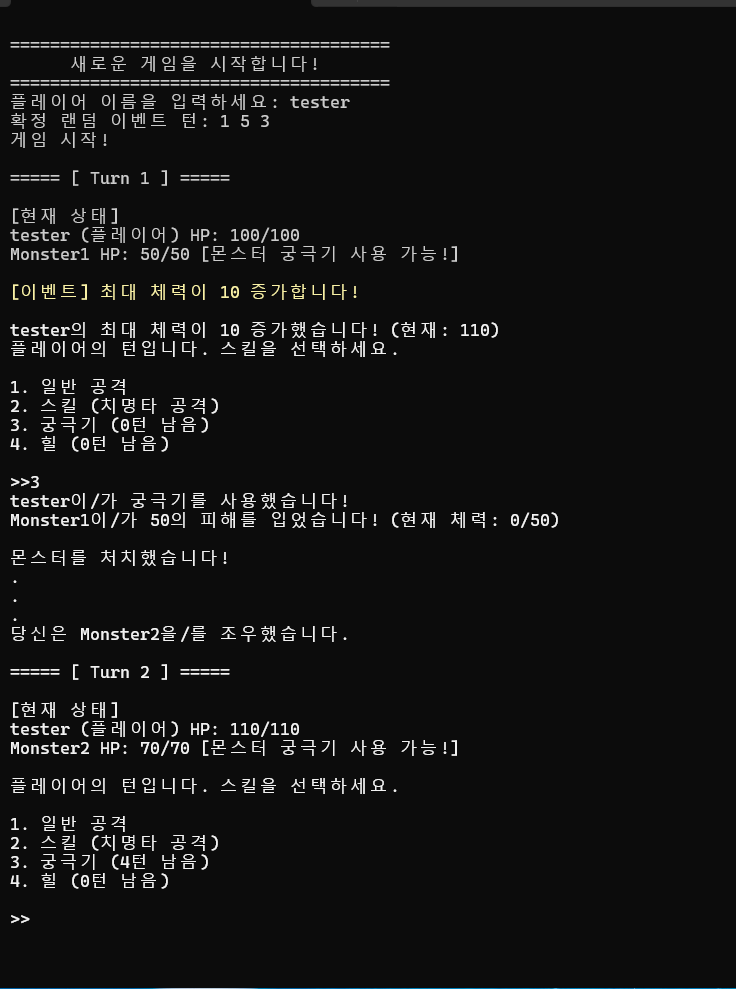 ======================================
새로운 게임을 시작합니다!
======================================
플레이어 이름을 입력하세요: tester
확정 랜덤 이벤트 턴: 1 5 3
게임 시작!
===== [ Turn 1 ] =====
[현재 상태]
tester (플레이어) HP: 100/100
Monster1 HP: 50/50 [몬스터 궁극기 사용 가능!]
[이벤트] 최대 체력이 10 증가합니다!
tester의 최대 체력이 10 증가했습니다! (현재: 110)
플레이어의 턴입니다. 스킬을 선택하세요.
1. 일반 공격
2. 스킬 (치명타 공격)
3. 궁극기 (0턴 남음)
4. 힐 (0턴 남음)
>>3
tester이/가 궁극기를 사용했습니다!
Monster1이/가 50의 피해를 입었습니다! (현재 체력: 0/50)
몬스터를 처치했습니다!
.
.
.
당신은 Monster2을/를 조우했습니다.
===== [ Turn 2 ] =====
[현재 상태]
tester (플레이어) HP: 110/110
Monster2 HP: 70/70 [몬스터 궁극기 사용 가능!]
플레이어의 턴입니다. 스킬을 선택하세요.
1. 일반 공격
2. 스킬 (치명타 공격)
3. 궁극기 (4턴 남음)
4. 힐 (0턴 남음)
>>